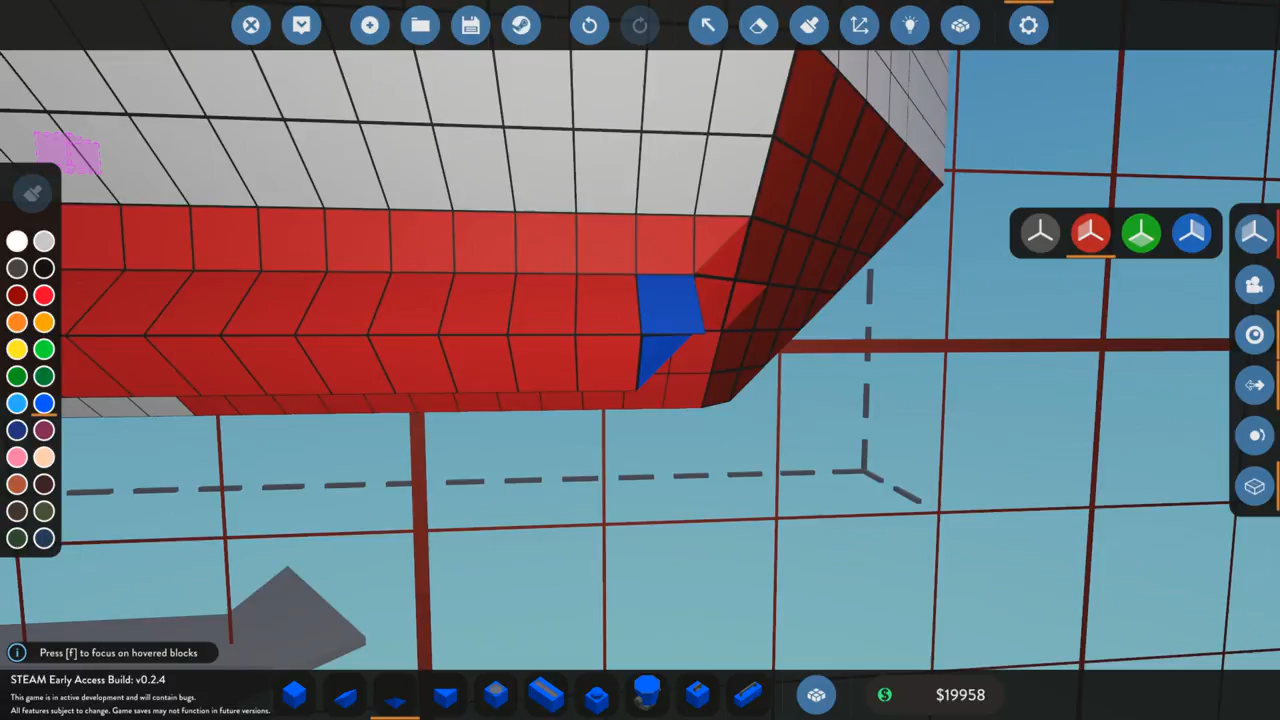 Press [f] to focus on hovered blocks
STEAM Early Access Build: v0.2.4
This game is in active development and will contain bugs.
All features subject to change. Game saves may not function in future versions.
$
$19958